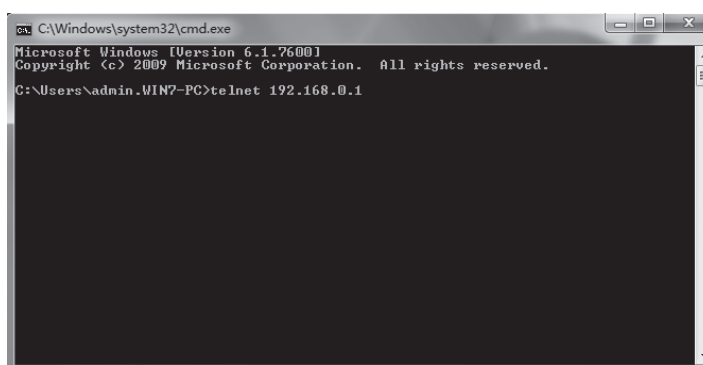 C:\Windows\system32\cmd.exe
Microsoft Windows [Version 6.1.7600]
Copyright (c) 2009 Microsoft Corporation.  All rights reserved.
C:\Users\admin.WIN7-PC>telnet 192.168.0.1